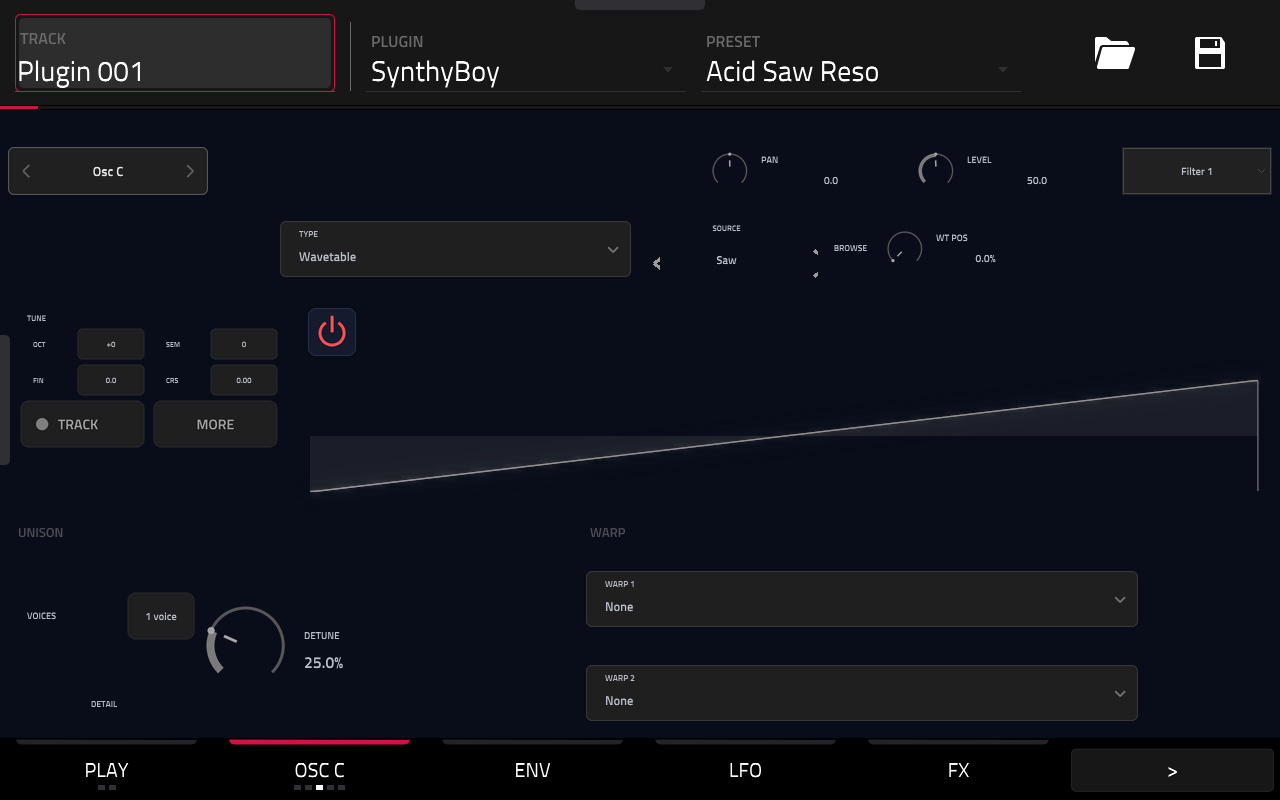 TRACK
Plugin 001
PLUGIN
SynthyBoy
PRESET
Acid Saw Reso
Osc C
PAN
0.0
LEVEL
50.0
Filter 1
TYPE
Wavetable
SOURCE
Saw
BROWSE
WT POS
0.0%
TUNE
OCT
+0
SEM
0
FIN
0.0
CRS
0.00
TRACK
MORE
UNISON
WARP
VOICES
1 voice
DETUNE
25.0%
DETAIL
WARP 1
None
WARP 2
None
PLAY
OSC C
ENV
LFO
FX
>